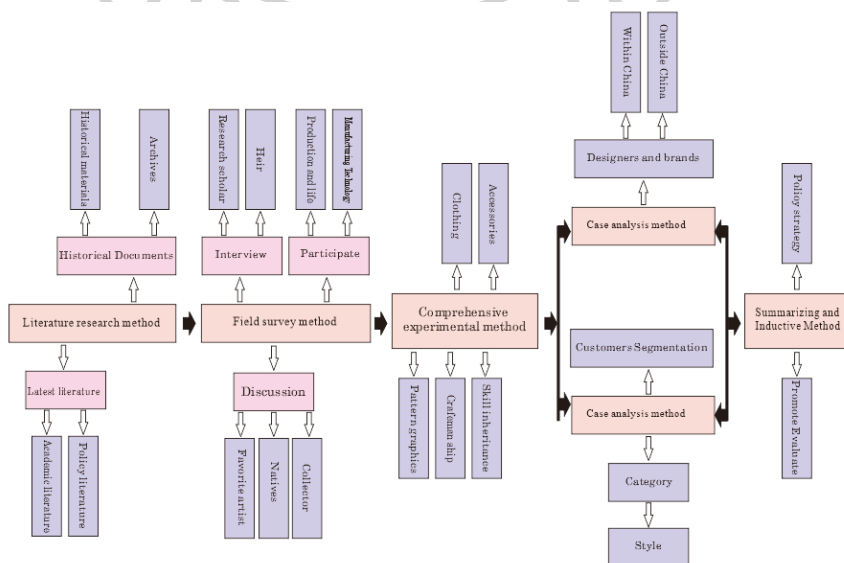 Within China
Outside China
Historical materials
Archives
Research scholar
Heir
Production and life
Manufacturing Technology
Designers and brands
Clothing
Accessories
Policy strategy
Historical Documents
Interview
Participate
Case analysis method
Literature research method
Field survey method
Comprehensive
experimental method
Summarizing and
Inductive Method
Customers Segmentation
Latest literature
Discussion
Pattern graphics
Crafsman ship
Skill inheritance
Case analysis method
Promote Evaluate
Academic literature
Policy literature
Favorite artist
Natives
Collector
Category
Style